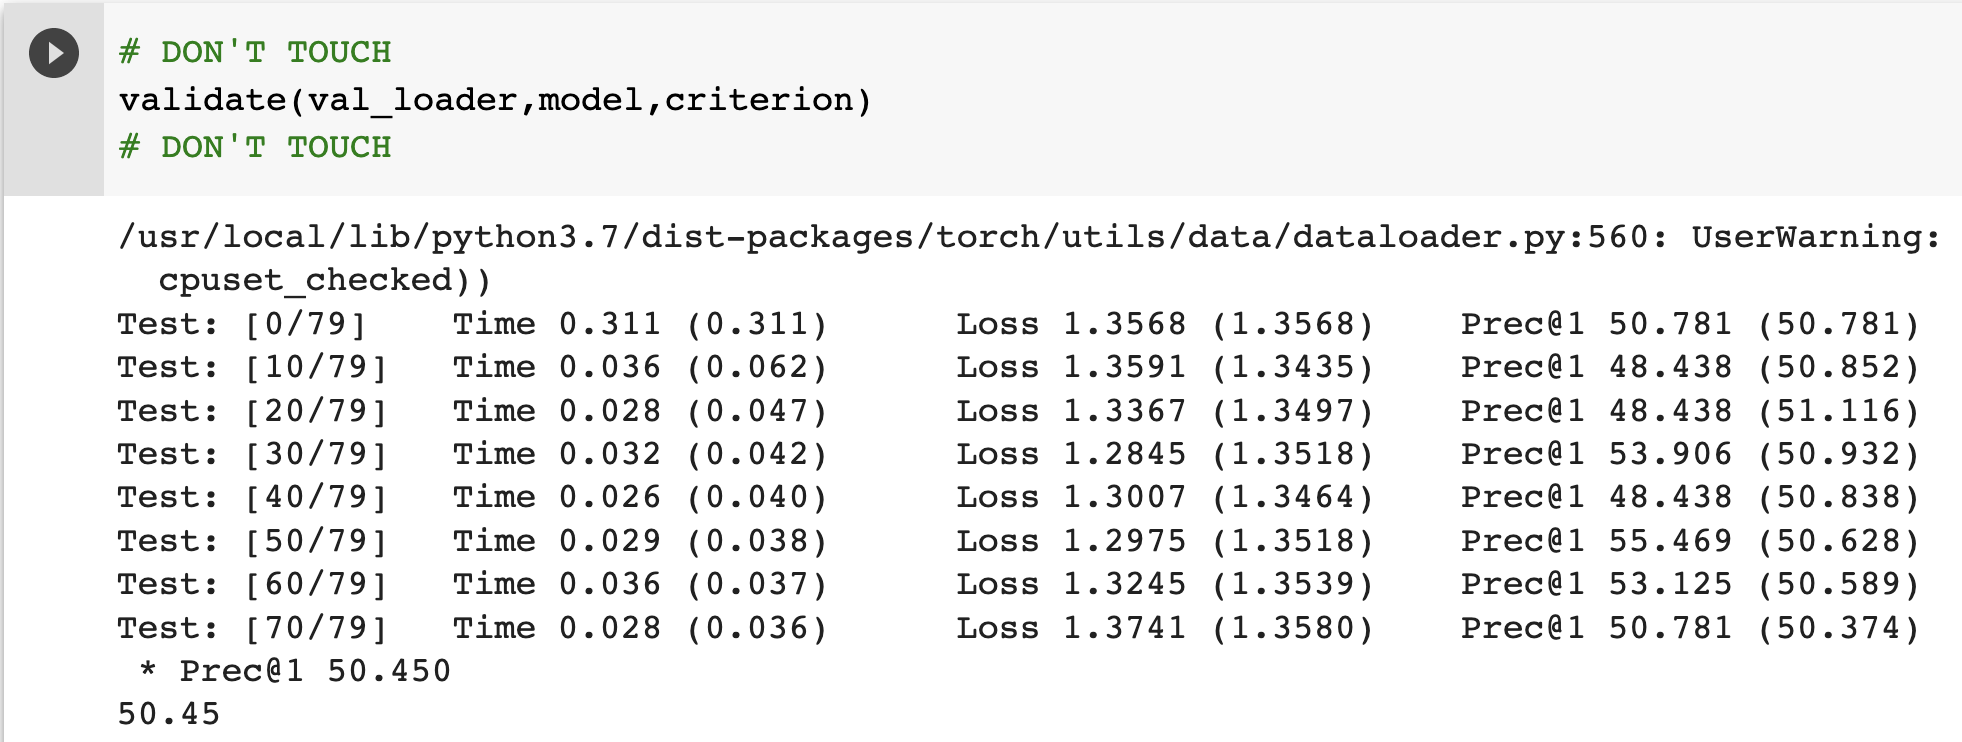 # DON'T TOUCH
validate(val_loader,model,criterion)
# DON'T TOUCH
/usr/local/lib/python3.7/dist-packages/torch/utils/data/dataloader.py:560: UserWarning:
cpuset_checked))
Test: [0/79] Time 0.311 (0.311) Loss 1.3568 (1.3568) Prec@1 50.781 (50.781)
Test: [10/79] Time 0.036 (0.062) Loss 1.3591 (1.3435) Prec@1 48.438 (50.852)
Test: [20/79] Time 0.028 (0.047) Loss 1.3367 (1.3497) Prec@1 48.438 (51.116)
Test: [30/79] Time 0.032 (0.042) Loss 1.2845 (1.3518) Prec@1 53.906 (50.932)
Test: [40/79] Time 0.026 (0.040) Loss 1.3007 (1.3464) Prec@1 48.438 (50.838)
Test: [50/79] Time 0.029 (0.038) Loss 1.2975 (1.3518) Prec@1 55.469 (50.628)
Test: [60/79] Time 0.036 (0.037) Loss 1.3245 (1.3539) Prec@1 53.125 (50.589)
Test: [70/79] Time 0.028 (0.036) Loss 1.3741 (1.3580) Prec@1 50.781 (50.374)
* Prec@1 50.450
50.45